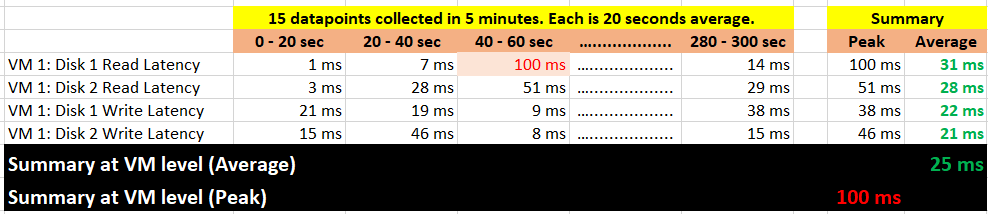 15 datapoints collected in 5 minutes. Each is 20 seconds average. Summary
0 - 20 sec 20 - 40 sec 40 - 60 sec .................. 280 - 300 sec Peak Average
VM 1: Disk 1 Read Latency 1 ms 7 ms 100 ms .................. 14 ms 100 ms 31 ms
VM 1: Disk 2 Read Latency 3 ms 28 ms 51 ms .................. 29 ms 51 ms 28 ms
VM 1: Disk 1 Write Latency 21 ms 19 ms 9 ms .................. 38 ms 38 ms 22 ms
VM 1: Disk 2 Write Latency 15 ms 46 ms 8 ms .................. 15 ms 46 ms 21 ms
Summary at VM level (Average) 25 ms
Summary at VM level (Peak) 100 ms